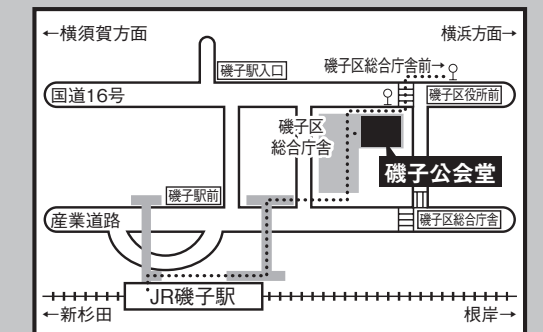 ←横須賀方面
横浜方面→
磯子駅入口
磯子区総合庁舎前→
国道16号
磯子区役所前
磯子区
総合庁舎
磯子公会堂
磯子駅前
産業道路
磯子区総合庁舎
JR磯子駅
←新杉田
根岸→